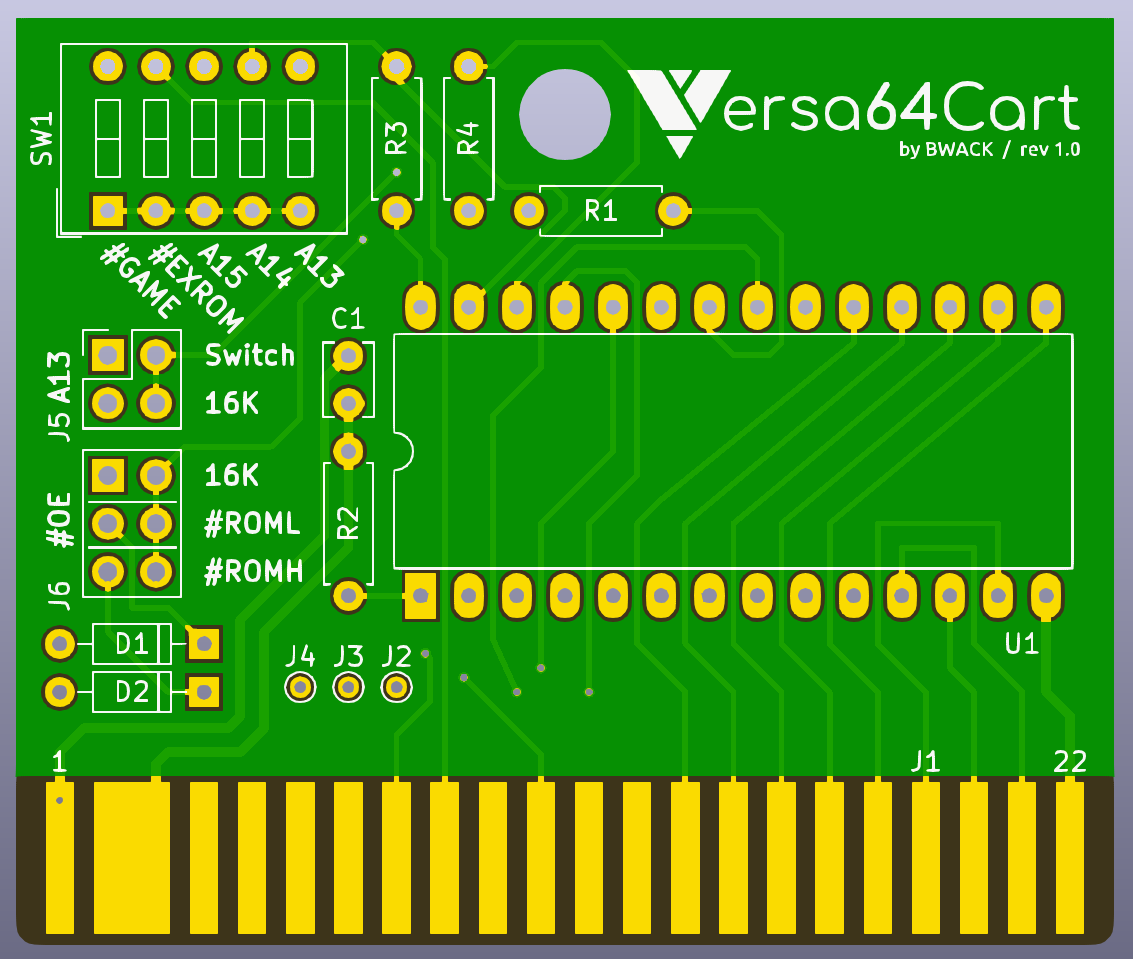 Versa64Cart
by BWACK / rev 1.0
SW1
R3
R4
R1
#GAME
#EXROM
A15
A14
A13
C1
J5 A13
Switch
16K
J6 #OE
16K
#ROML
#ROMH
R2
D1
D2
J4
J3
J2
U1
1
J1
22